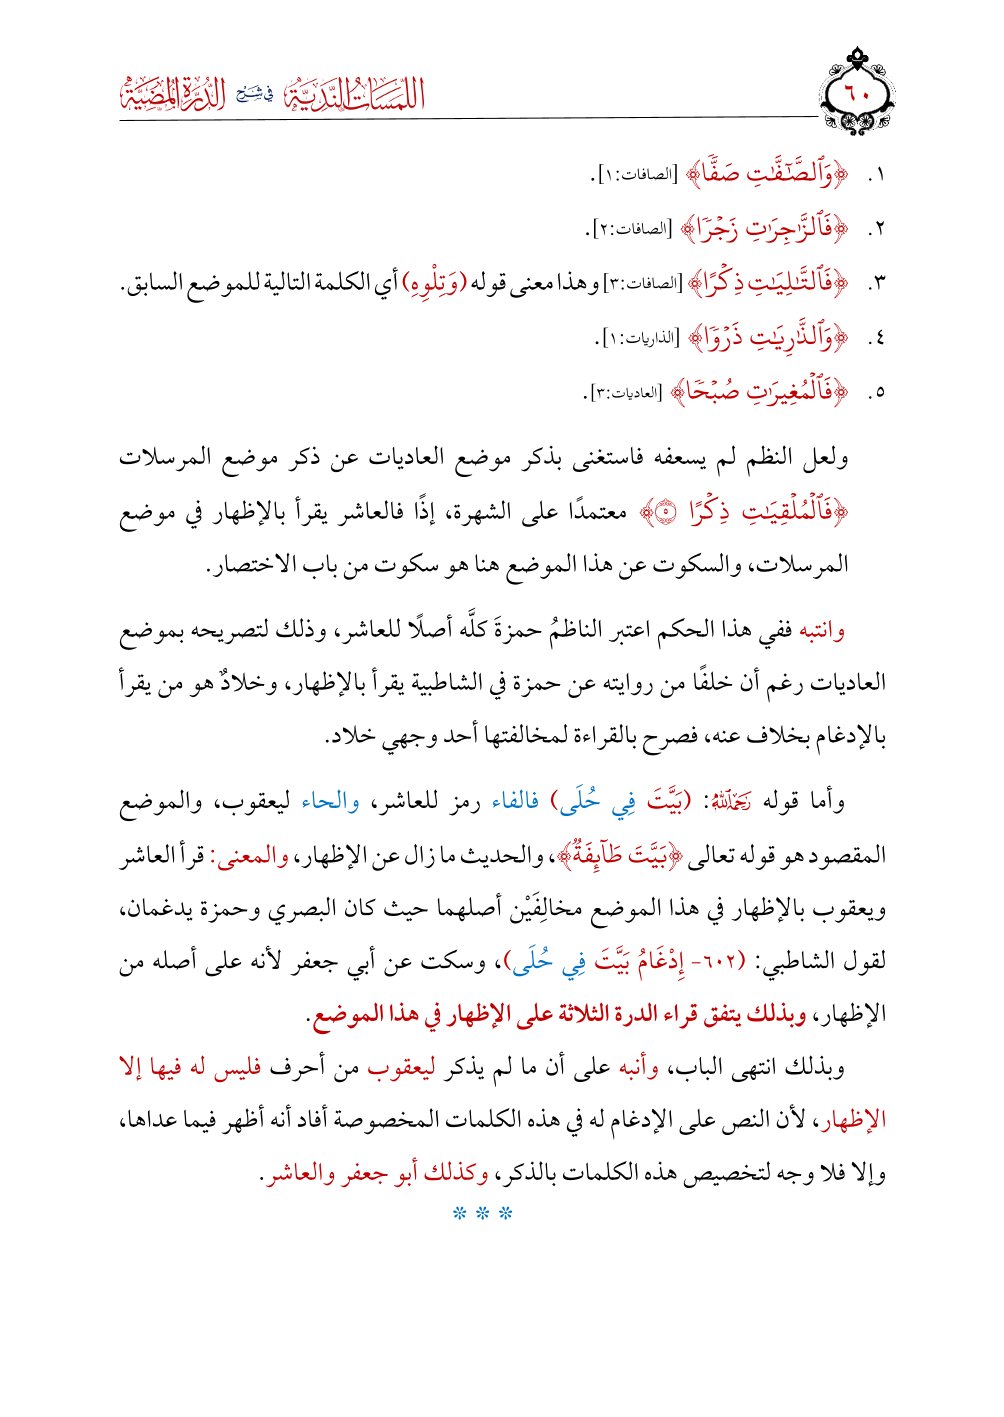 اللمسات الندية في شرح الدرة المضية
٦٠
١. ﴿وَٱلصَّٰٓفَّٰتِ صَفّٗا﴾ [الصافات:١].
٢. ﴿فَٱلزَّٰجِرَٰتِ زَجۡرٗا﴾ [الصافات:٢].
٣. ﴿فَٱلتَّٰلِيَٰتِ ذِكۡرًا﴾ [الصافات:٣] وهذا معنى قوله (وَتِلْوِهِ) أي الكلمة التالية للموضع السابق.
٤. ﴿وَٱلذَّٰرِيَٰتِ ذَرۡوٗا﴾ [الذاريات:١].
٥. ﴿فَٱلۡمُغِيرَٰتِ صُبۡحٗا﴾ [العاديات:٣].
ولعل النظم لم يسعفه فاستغنى بذكر موضع العاديات عن ذكر موضع المرسلات
﴿فَٱلۡمُلۡقِيَٰتِ ذِكۡرًا ۝٥﴾ معتمدًا على الشهرة، إذًا فالعاشر يقرأ بالإظهار في موضع
المرسلات، والسكوت عن هذا الموضع هنا هو سكوت من باب الاختصار.
وانتبه ففي هذا الحكم اعتبر الناظمُ حمزةَ كلَّه أصلًا للعاشر، وذلك لتصريحه بموضع
العاديات رغم أن خلفًا من روايته عن حمزة في الشاطبية يقرأ بالإظهار، وخلادٌ هو من يقرأ
بالإدغام بخلاف عنه، فصرح بالقراءة لمخالفتها أحد وجهي خلاد.
وأما قوله رَحِمَهُ اللَّهُ: (بَيَّتَ فِي حُلَى) فالفاء رمز للعاشر، والحاء ليعقوب، والموضع
المقصود هو قوله تعالى ﴿بَيَّتَ طَآئِفَةٞ﴾، والحديث ما زال عن الإظهار، والمعنى: قرأ العاشر
ويعقوب بالإظهار في هذا الموضع مخالِفَيْن أصلهما حيث كان البصري وحمزة يدغمان،
لقول الشاطبي: (٦٠٢- إِدْغَامُ بَيَّتَ فِي حُلَى)، وسكت عن أبي جعفر لأنه على أصله من
الإظهار، وبذلك يتفق قراء الدرة الثلاثة على الإظهار في هذا الموضع.
وبذلك انتهى الباب، وأنبه على أن ما لم يذكر ليعقوب من أحرف فليس له فيها إلا
الإظهار، لأن النص على الإدغام له في هذه الكلمات المخصوصة أفاد أنه أظهر فيما عداها،
وإلا فلا وجه لتخصيص هذه الكلمات بالذكر، وكذلك أبو جعفر والعاشر.
* * *